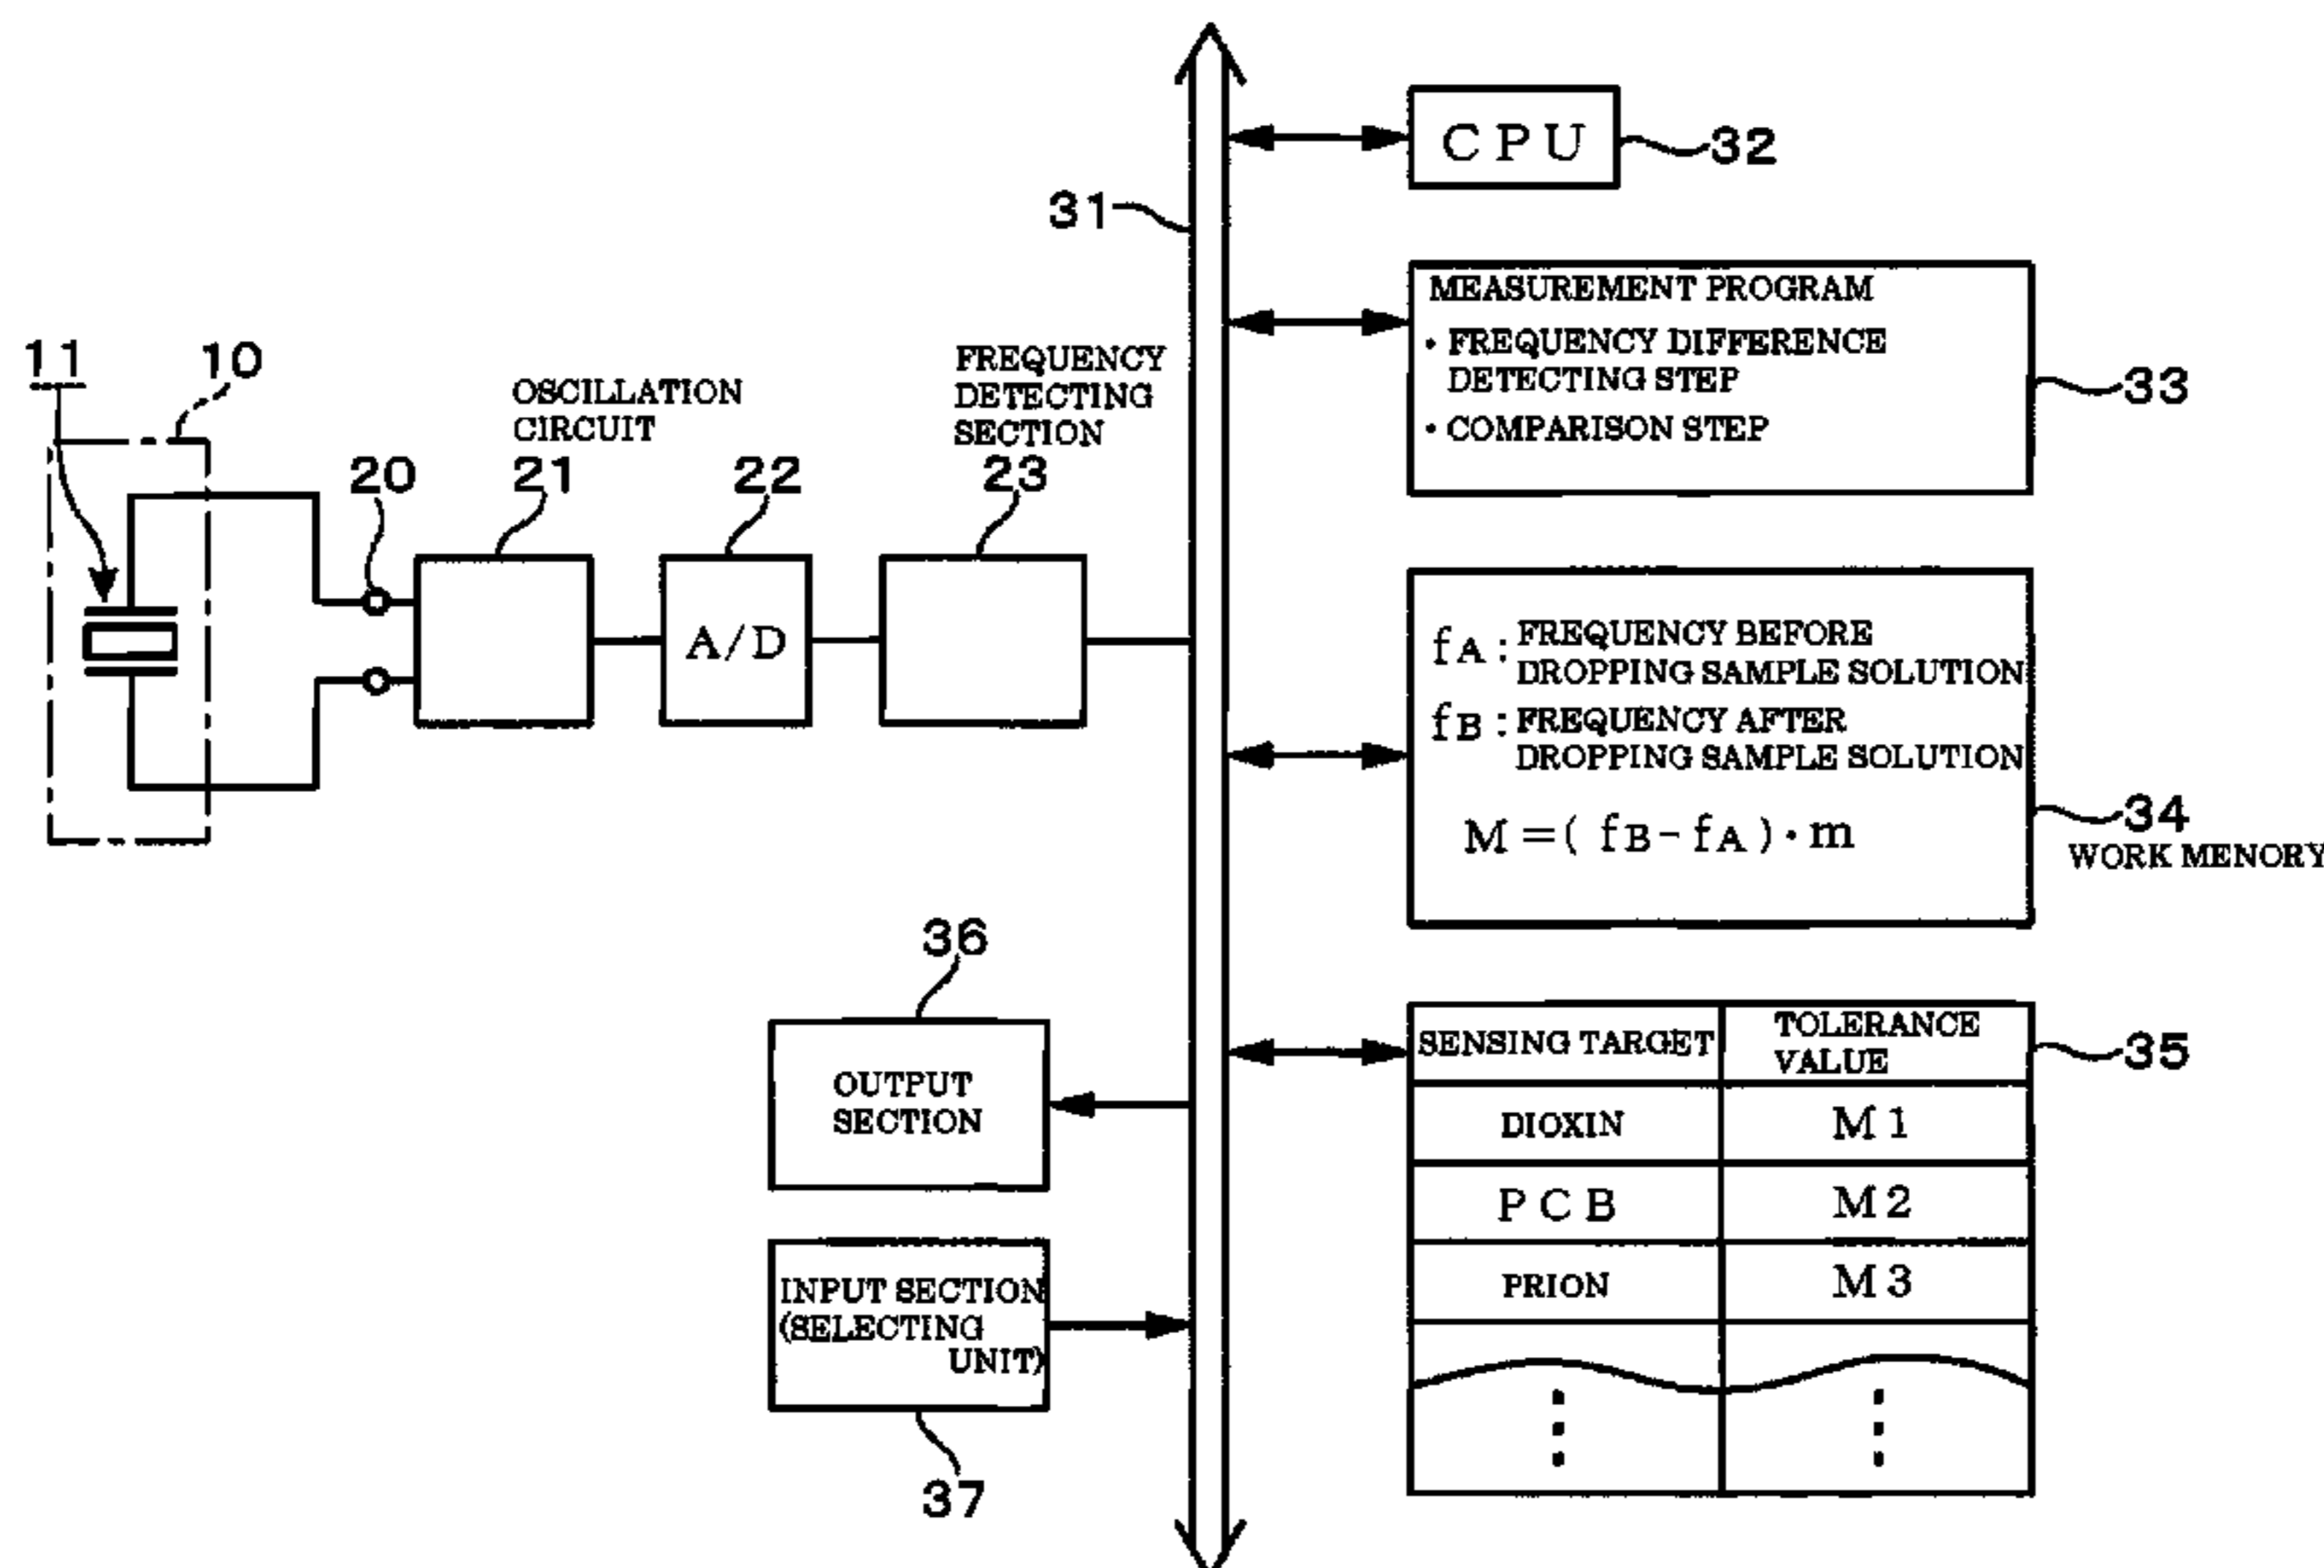 CPU
32
31
MEASUREMENT PROGRAM
• FREQUENCY DIFFERENCE
DETECTING STEP
• COMPARISON STEP
33
11
10
20
OSCILLATION
CIRCUIT
21
22
A/D
FREQUENCY
DETECTING
SECTION
23
fA : FREQUENCY BEFORE
DROPPING SAMPLE SOLUTION
fB : FREQUENCY AFTER
DROPPING SAMPLE SOLUTION
M = ( fB - fA ) · m
34
WORK MENORY
36
OUTPUT
SECTION
INPUT SECTION
(SELECTING
UNIT)
37
SENSING TARGET
TOLERANCE
VALUE
35
DIOXIN
M1
PCB
M2
PRION
M3